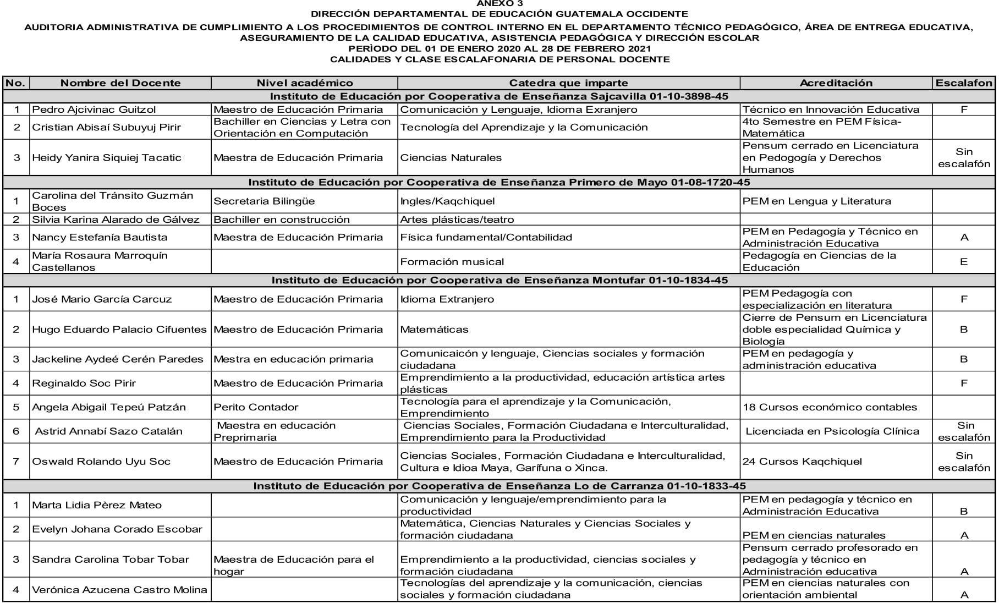 ANEXO 3
DIRECCIÓN DEPARTAMENTAL DE EDUCACIÓN GUATEMALA OCCIDENTE
AUDITORIA ADMINISTRATIVA DE CUMPLIMIENTO A LOS PROCEDIMIENTOS DE CONTROL INTERNO EN EL DEPARTAMENTO TÉCNICO PEDAGÓGICO, ÁREA DE ENTREGA EDUCATIVA,
ASEGURAMIENTO DE LA CALIDAD EDUCATIVA, ASISTENCIA PEDAGÓGICA Y DIRECCIÓN ESCOLAR
PERÌODO DEL 01 DE ENERO 2020 AL 28 DE FEBRERO 2021
CALIDADES Y CLASE ESCALAFONARIA DE PERSONAL DOCENTE
No. Nombre del Docente Nivel académico Catedra que imparte Acreditación Escalafon
Instituto de Educación por Cooperativa de Enseñanza Sajcavilla 01-10-3898-45
1 Pedro Ajcivinac Guitzol Maestro de Educación Primaria Comunicación y Lenguaje, Idioma Exranjero Técnico en Innovación Educativa F
2 Cristian Abisaí Subuyuj Pirir Bachiller en Ciencias y Letra con
Orientación en Computación Tecnología del Aprendizaje y la Comunicación 4to Semestre en PEM Física-
Matemática
3 Heidy Yanira Siquiej Tacatic Maestra de Educación Primaria Ciencias Naturales Pensum cerrado en Licenciatura
en Pedogogía y Derechos
Humanos Sin
escalafón
Instituto de Educación por Cooperativa de Enseñanza Primero de Mayo 01-08-1720-45
1 Carolina del Tránsito Guzmán
Boces Secretaria Bilingüe Ingles/Kaqchiquel PEM en Lengua y Literatura
2 Silvia Karina Alarado de Gálvez Bachiller en construcción Artes plásticas/teatro
3 Nancy Estefanía Bautista Maestra de Educación Primaria Física fundamental/Contabilidad PEM en Pedagogía y Técnico en
Administración Educativa A
4 María Rosaura Marroquín
Castellanos Formación musical Pedagogía en Ciencias de la
Educación E
Instituto de Educación por Cooperativa de Enseñanza Montufar 01-10-1834-45
1 José Mario García Carcuz Maestro de Educación Primaria Idioma Extranjero PEM Pedagogía con
especialización en literatura F
2 Hugo Eduardo Palacio Cifuentes Maestro de Educación Primaria Matemáticas Cierre de Pensum en Licenciatura
doble especialidad Química y
Biología B
3 Jackeline Aydeé Cerén Paredes Mestra en educación primaria Comunicaicón y lenguaje, Ciencias sociales y formación
ciudadana PEM en pedagogía y
administración educativa B
4 Reginaldo Soc Pirir Maestro de Educación Primaria Emprendimiento a la productividad, educación artística artes
plásticas F
5 Angela Abigail Tepeú Patzán Perito Contador Tecnología para el aprendizaje y la Comunicación,
Emprendimiento 18 Cursos económico contables
6 Astrid Annabí Sazo Catalán Maestra en educación
Preprimaria Ciencias Sociales, Formación Ciudadana e Interculturalidad,
Emprendimiento para la Productividad Licenciada en Psicología Clínica Sin
escalafón
7 Oswald Rolando Uyu Soc Maestro de Educación Primaria Ciencias Sociales, Formación Ciudadana e Interculturalidad,
Cultura e Idioa Maya, Garífuna o Xinca. 24 Cursos Kaqchiquel Sin
escalafón
Instituto de Educación por Cooperativa de Enseñanza Lo de Carranza 01-10-1833-45
1 Marta Lidia Pèrez Mateo Comunicación y lenguaje/emprendimiento para la
productividad PEM en pedagogía y técnico en
Administración Educativa B
2 Evelyn Johana Corado Escobar Matemática, Ciencias Naturales y Ciencias Sociales y
formación ciudadana PEM en ciencias naturales A
3 Sandra Carolina Tobar Tobar Maestra de Educación para el
hogar Emprendimiento a la productividad, ciencias sociales y
formación ciudadana Pensum cerrado profesorado en
pedagogía y técnico en
Administración educativa A
4 Verónica Azucena Castro Molina Tecnologías del aprendizaje y la comunicación, ciencias
sociales y formación ciudadana PEM en ciencias naturales con
orientación ambiental A